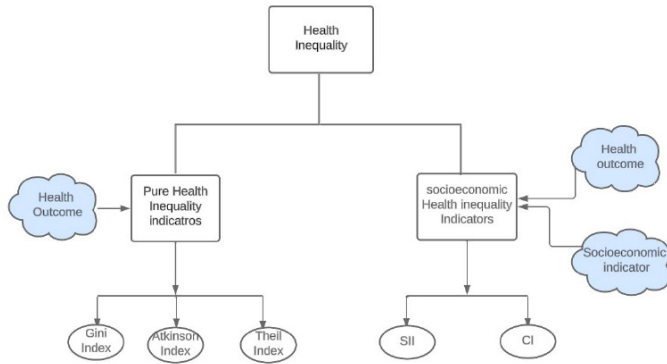 Health
Inequality
Health
Outcome
Pure Health
Inequality
indicatros
socioeconomic
Health inequality
Indicators
Health
outcome
Socioeconomic
indicator
Gini
Index
Atkinson
Index
Theil
Index
SII
CI